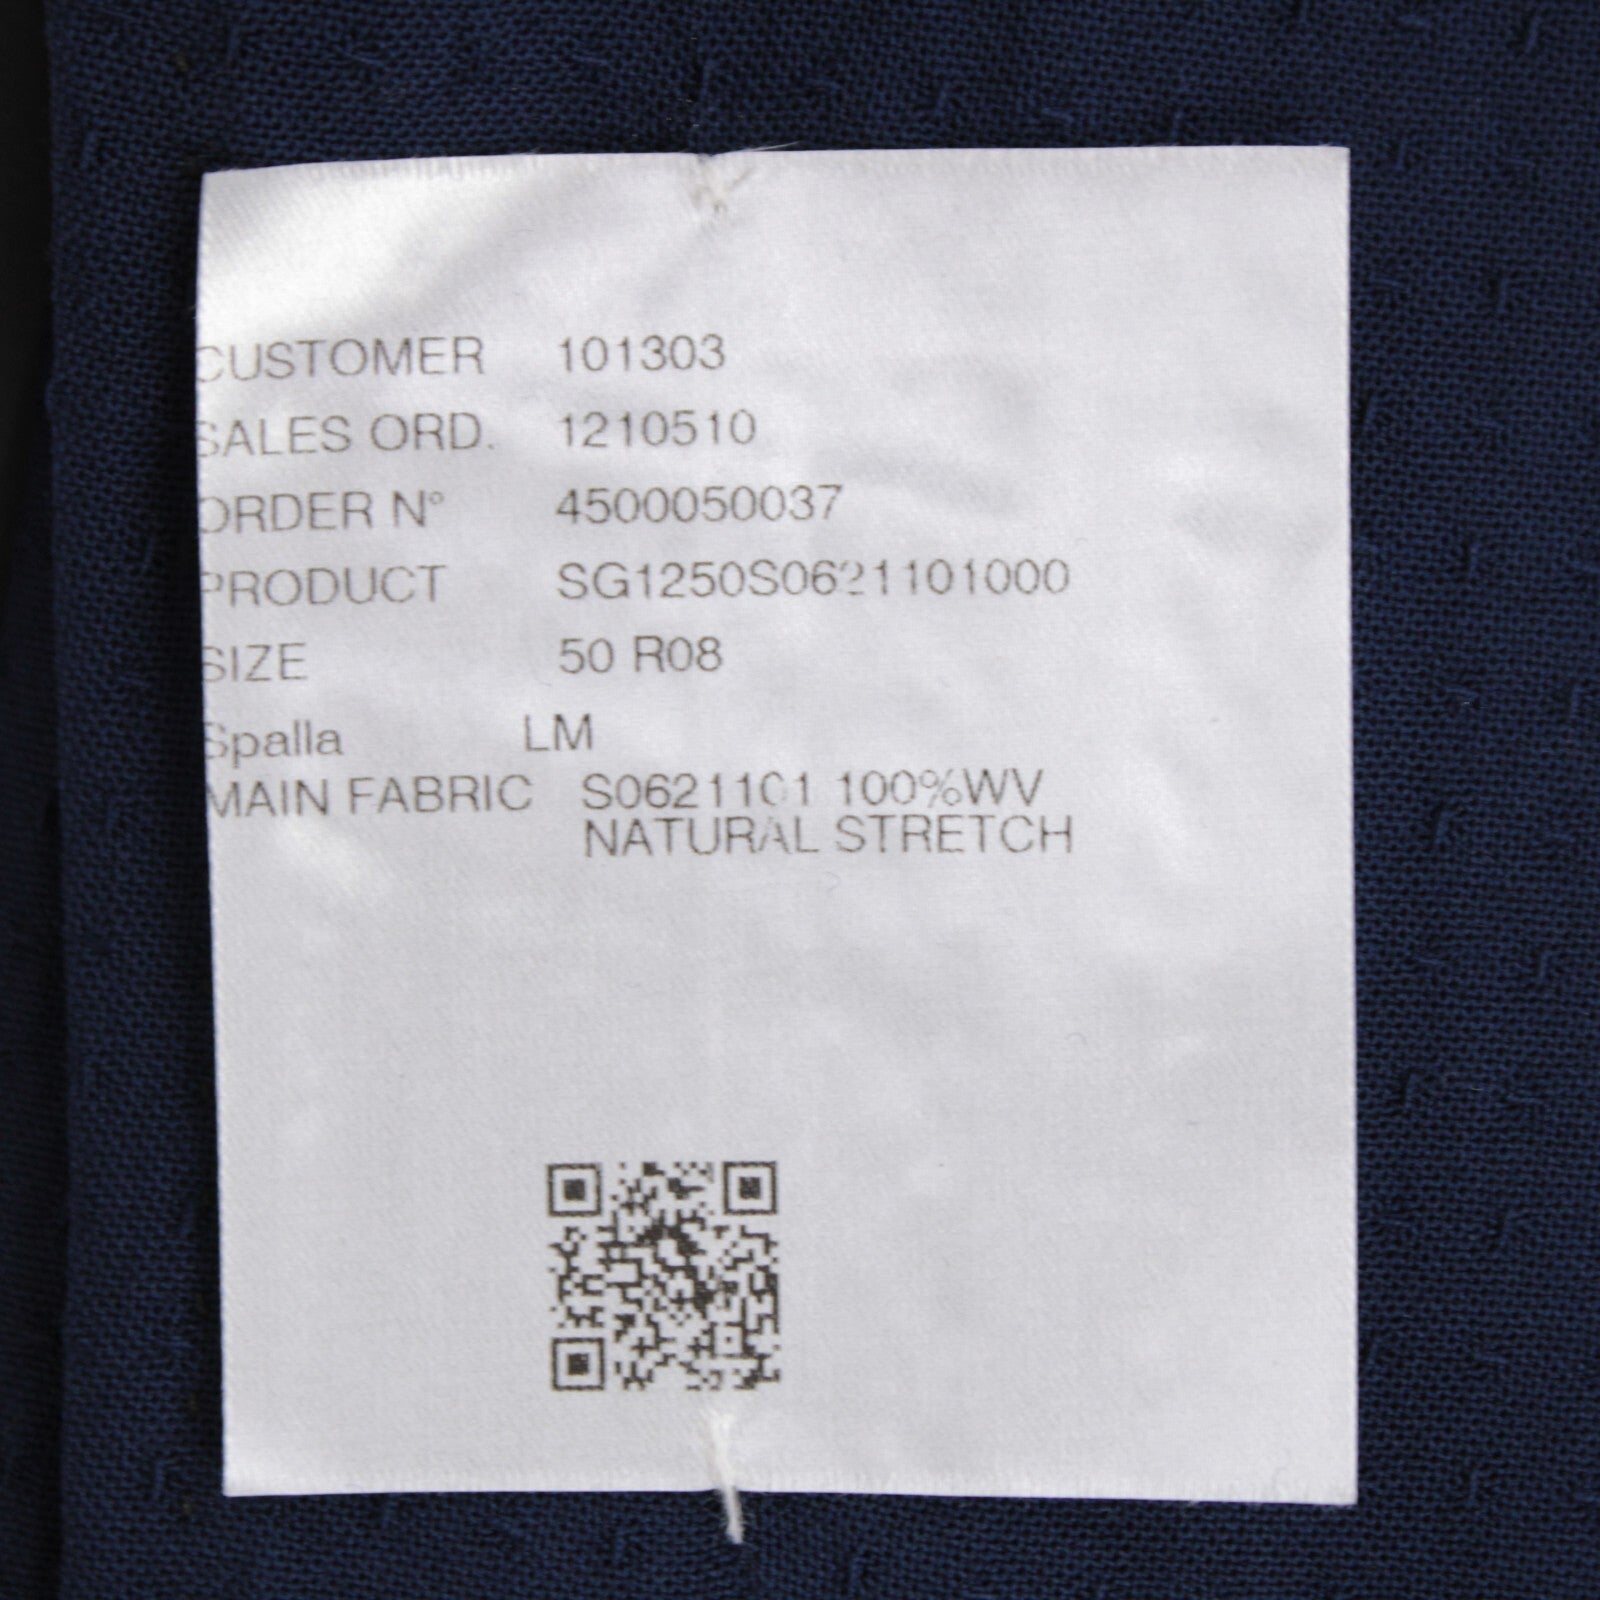 CUSTOMER 101303
SALES ORD. 1210510
ORDER N° 4500050037
PRODUCT SG1250S0621101000
SIZE 50 R08
Spalla LM
MAIN FABRIC S0621101 100%WV
NATURAL STRETCH